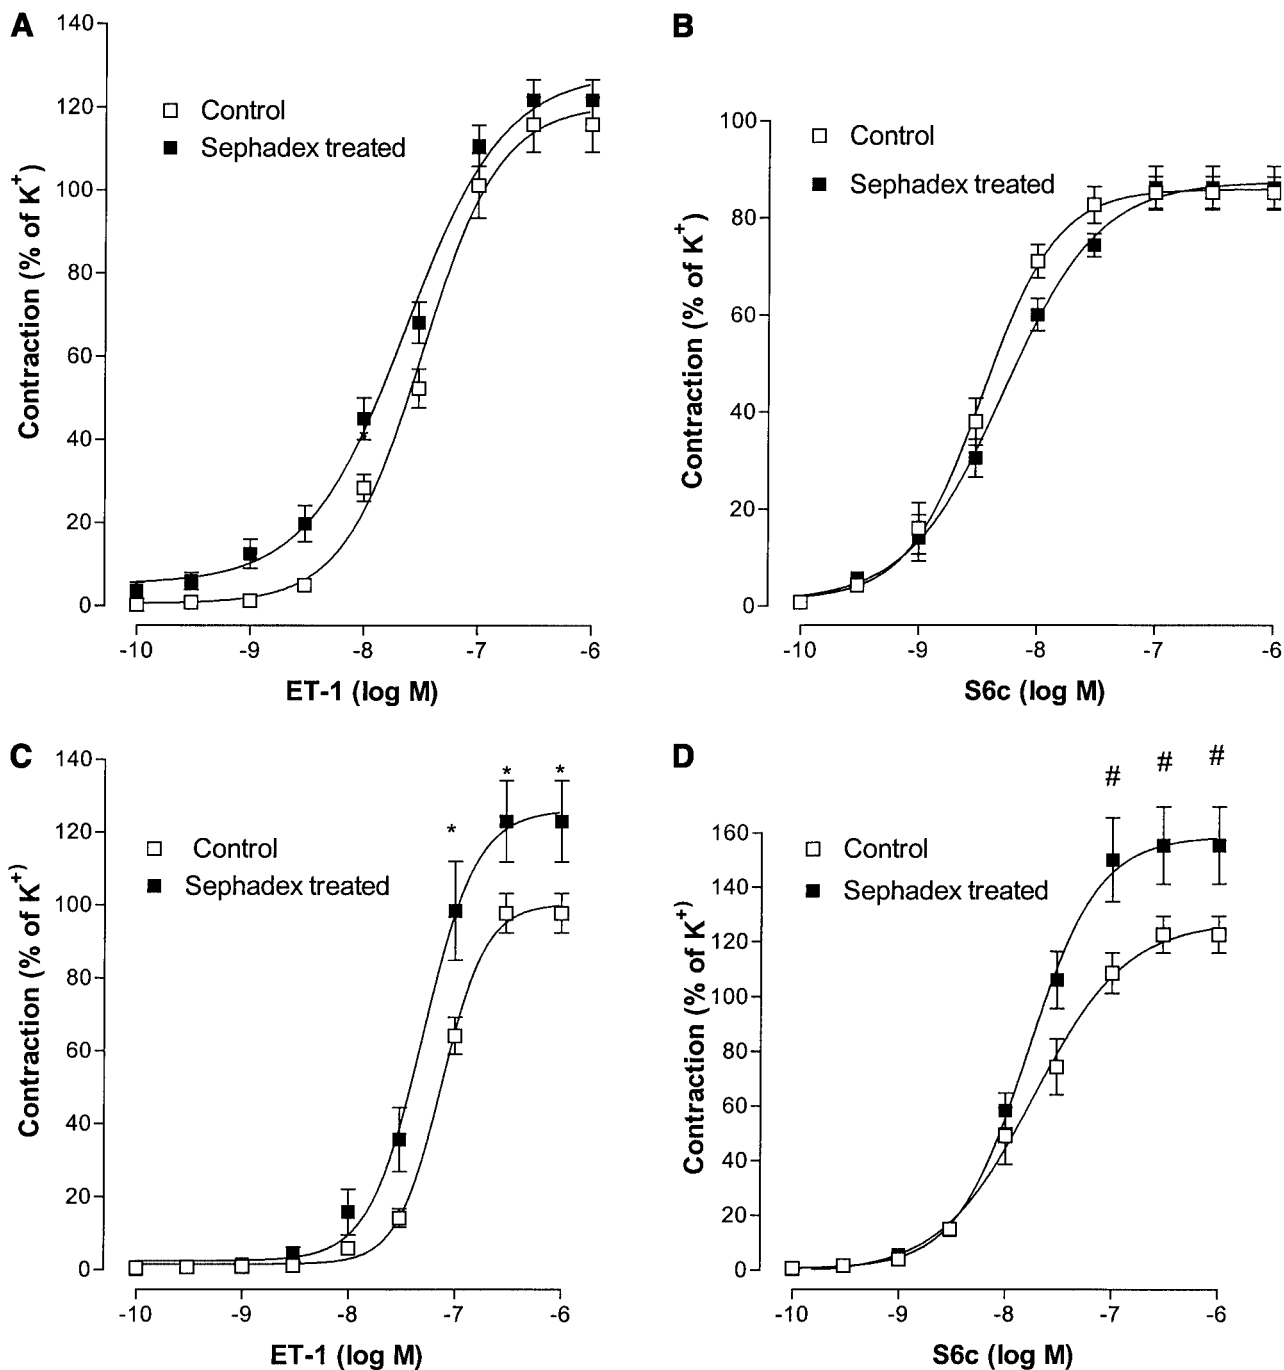 A
140
120
100
80
60
40
20
0
Contraction (% of K+)
Control
Sephadex treated
-10 -9 -8 -7 -6
ET-1 (log M)
B
100
80
60
40
20
0
Contraction (% of K+)
Control
Sephadex treated
-10 -9 -8 -7 -6
S6c (log M)
C
140
120
100
80
60
40
20
0
Contraction (% of K+)
Control
Sephadex treated
* * *
-10 -9 -8 -7 -6
ET-1 (log M)
D
# # #
160
140
120
100
80
60
40
20
0
Contraction (% of K+)
Control
Sephadex treated
-10 -9 -8 -7 -6
S6c (log M)